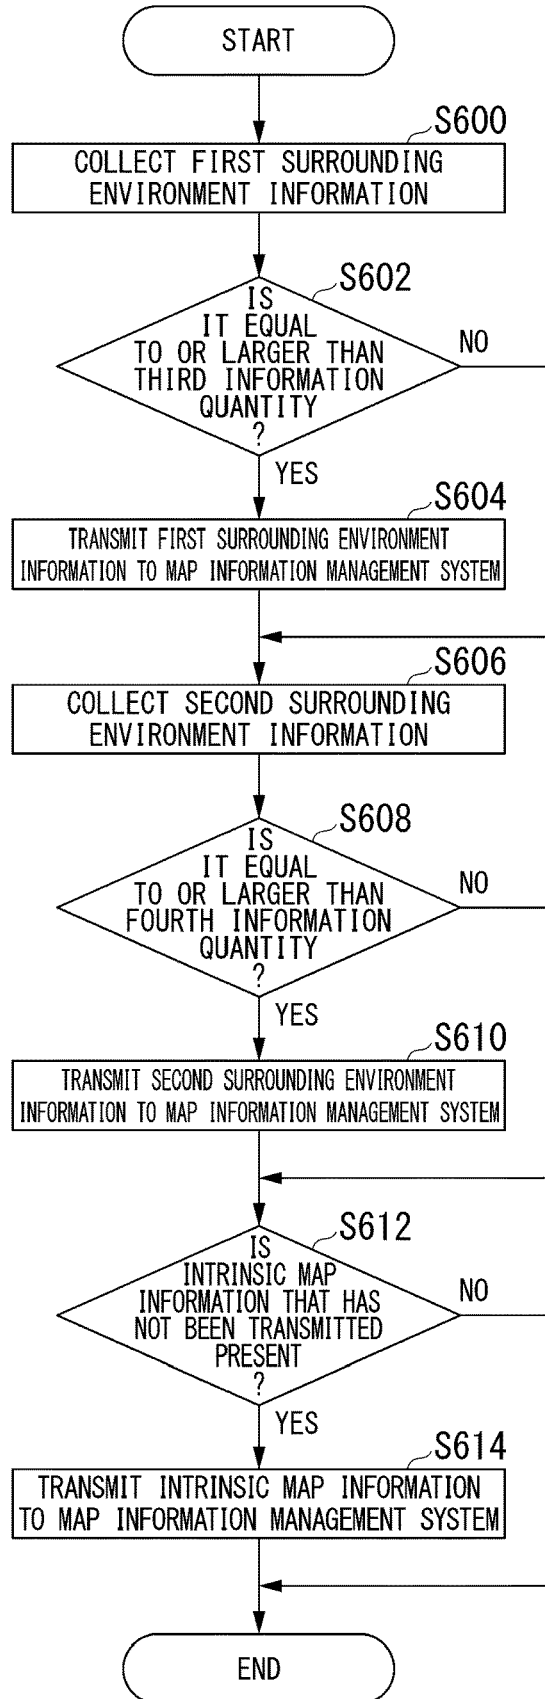 START
S600
COLLECT FIRST SURROUNDING
ENVIRONMENT INFORMATION
S602
IS
IT EQUAL
TO OR LARGER THAN
THIRD INFORMATION
QUANTITY
?
NO
YES
S604
TRANSMIT FIRST SURROUNDING ENVIRONMENT
INFORMATION TO MAP INFORMATION MANAGEMENT SYSTEM
S606
COLLECT SECOND SURROUNDING
ENVIRONMENT INFORMATION
S608
IS
IT EQUAL
TO OR LARGER THAN
FOURTH INFORMATION
QUANTITY
?
NO
YES
S610
TRANSMIT SECOND SURROUNDING ENVIRONMENT
INFORMATION TO MAP INFORMATION MANAGEMENT SYSTEM
S612
IS
INTRINSIC MAP
INFORMATION THAT HAS
NOT BEEN TRANSMITTED
PRESENT
?
NO
YES
S614
TRANSMIT INTRINSIC MAP INFORMATION
TO MAP INFORMATION MANAGEMENT SYSTEM
END